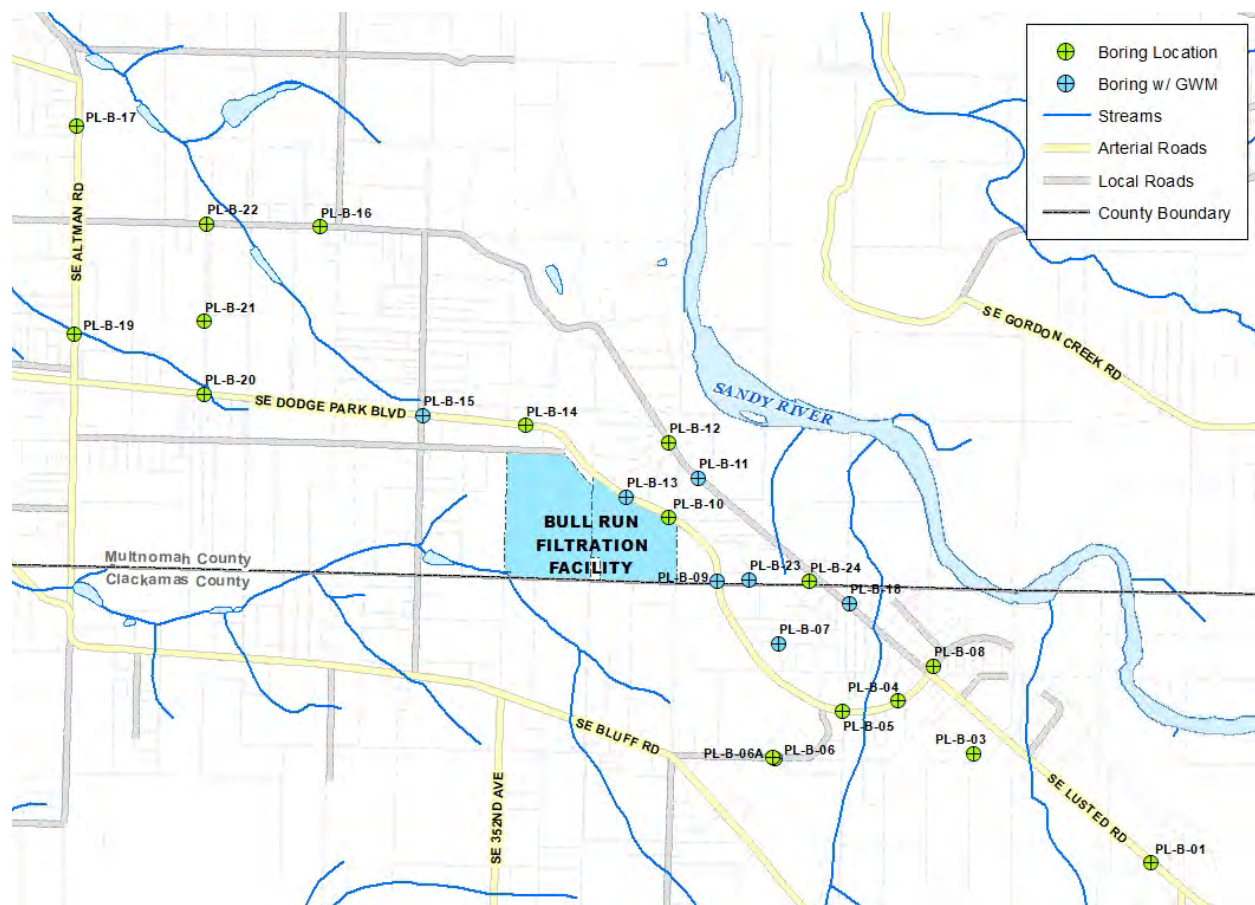 Boring Location
Boring w/ GWM
Streams
Arterial Roads
Local Roads
County Boundary
PL-B-17
SE ALTMAN RD
PL-B-22
PL-B-16
PL-B-21
PL-B-19
SE GORDON CREEK RD
PL-B-20
SANDY RIVER
SE DODGE PARK BLVD
PL-B-15
PL-B-14
PL-B-12
PL-B-11
PL-B-13
PL-B-10
BULL RUN
FILTRATION
FACILITY
Multnomah County
Clackamas County
PL-B-09
PL-B-23
PL-B-24
PL-B-18
PL-B-07
PL-B-08
PL-B-04
PL-B-05
SE BLUFF RD
PL-B-06A
PL-B-06
PL-B-03
SE 352ND AVE
SE LUSTED RD
PL-B-01